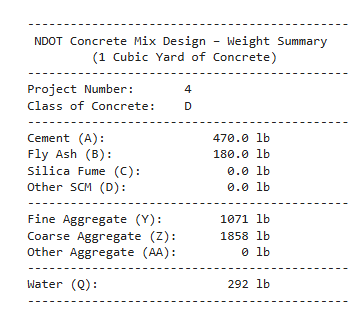 ------------------------------------------------
NDOT Concrete Mix Design – Weight Summary
(1 Cubic Yard of Concrete)
------------------------------------------------
Project Number: 4
Class of Concrete: D
------------------------------------------------
Cement (A): 470.0 lb
Fly Ash (B): 180.0 lb
Silica Fume (C): 0.0 lb
Other SCM (D): 0.0 lb
------------------------------------------------
Fine Aggregate (Y): 1071 lb
Coarse Aggregate (Z): 1858 lb
Other Aggregate (AA): 0 lb
------------------------------------------------
Water (Q): 292 lb
------------------------------------------------